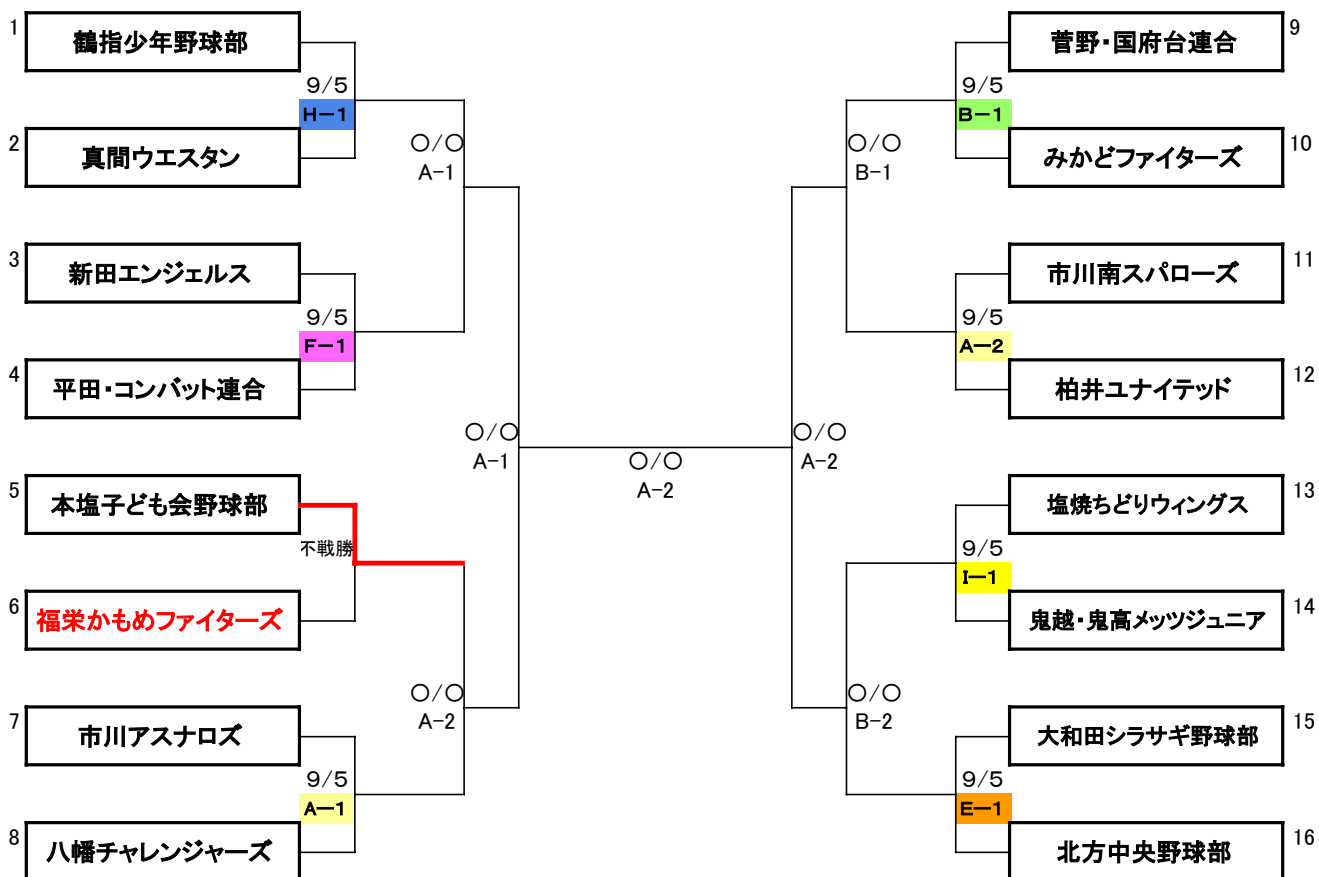 1
鶴指少年野球部
9/5
H-1
2
真間ウエスタン
〇/〇
A-1
3
新田エンジェルス
9/5
F-1
4
平田・コンバット連合
〇/〇
A-1
5
本塩子ども会野球部
不戦勝
6
福栄かもめファイターズ
〇/〇
A-2
7
市川アスナロズ
9/5
A-1
8
八幡チャレンジャーズ
〇/〇
A-2
9
菅野・国府台連合
9/5
B-1
10
みかどファイターズ
〇/〇
B-1
11
市川南スパローズ
9/5
A-2
12
柏井ユナイテッド
〇/〇
A-2
13
塩焼ちどりウィングス
9/5
I-1
14
鬼越・鬼高メッツジュニア
〇/〇
B-2
15
大和田シラサギ野球部
9/5
E-1
16
北方中央野球部